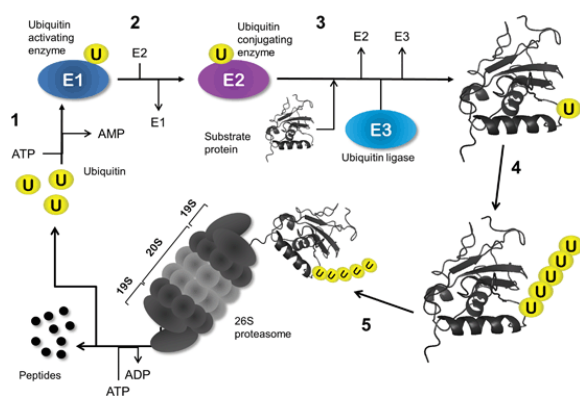 Ubiquitin
activating
enzyme
U
E1
2
E2
E1
Ubiquitin
conjugating
enzyme
U
E2
3
E2
E3
Substrate
protein
E3
Ubiquitin ligase
U
1
AMP
ATP
Ubiquitin
U
U
U
4
19S
20S
19S
U U U U U
U
U
U
U
U
5
26S
proteasome
Peptides
ADP
ATP